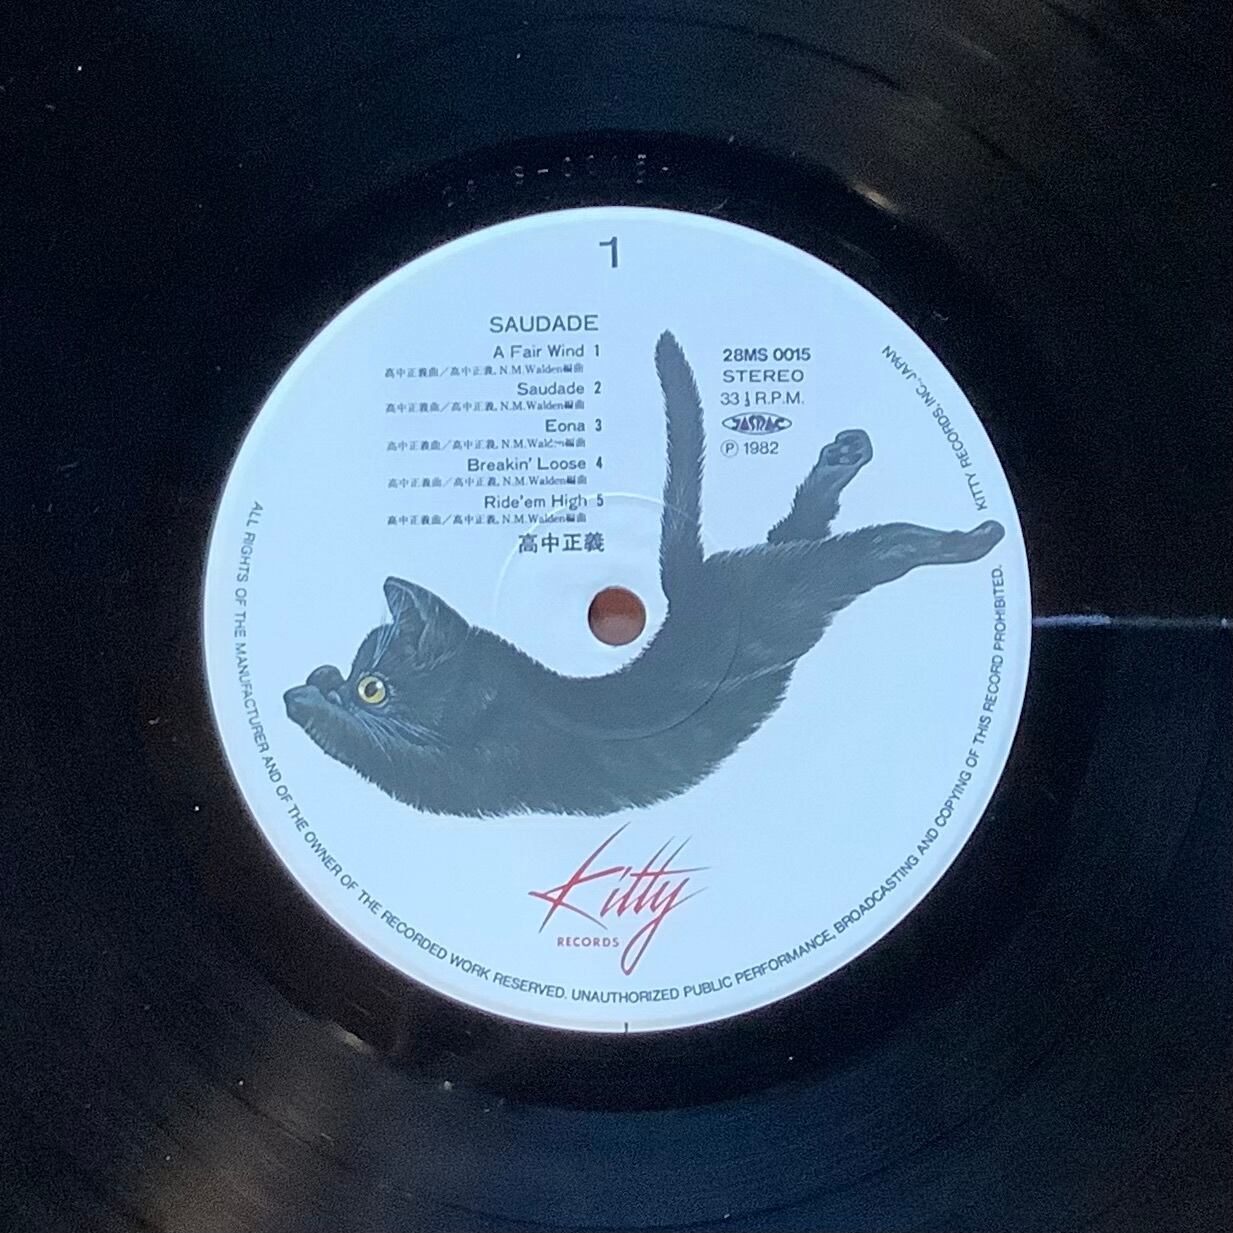 1
SAUDADE
A Fair Wind 1
高中正義曲／高中正義, N.M.Walden編曲
Saudade 2
高中正義曲／高中正義, N.M.Walden編曲
Eona 3
高中正義曲／高中正義, N.M.Walden編曲
Breakin' Loose 4
高中正義曲／高中正義, N.M.Walden編曲
Ride'em High 5
高中正義曲／高中正義, N.M.Walden編曲
高中正義
28MS 0015
STEREO
33⅓ R.P.M.
JASRAC
Ⓟ 1982
Kitty
RECORDS
ALL RIGHTS OF THE MANUFACTURER AND OF THE OWNER OF THE RECORDED WORK RESERVED. UNAUTHORIZED PUBLIC PERFORMANCE, BROADCASTING AND COPYING OF THIS RECORD PROHIBITED. KITTY RECORDS, INC., JAPAN